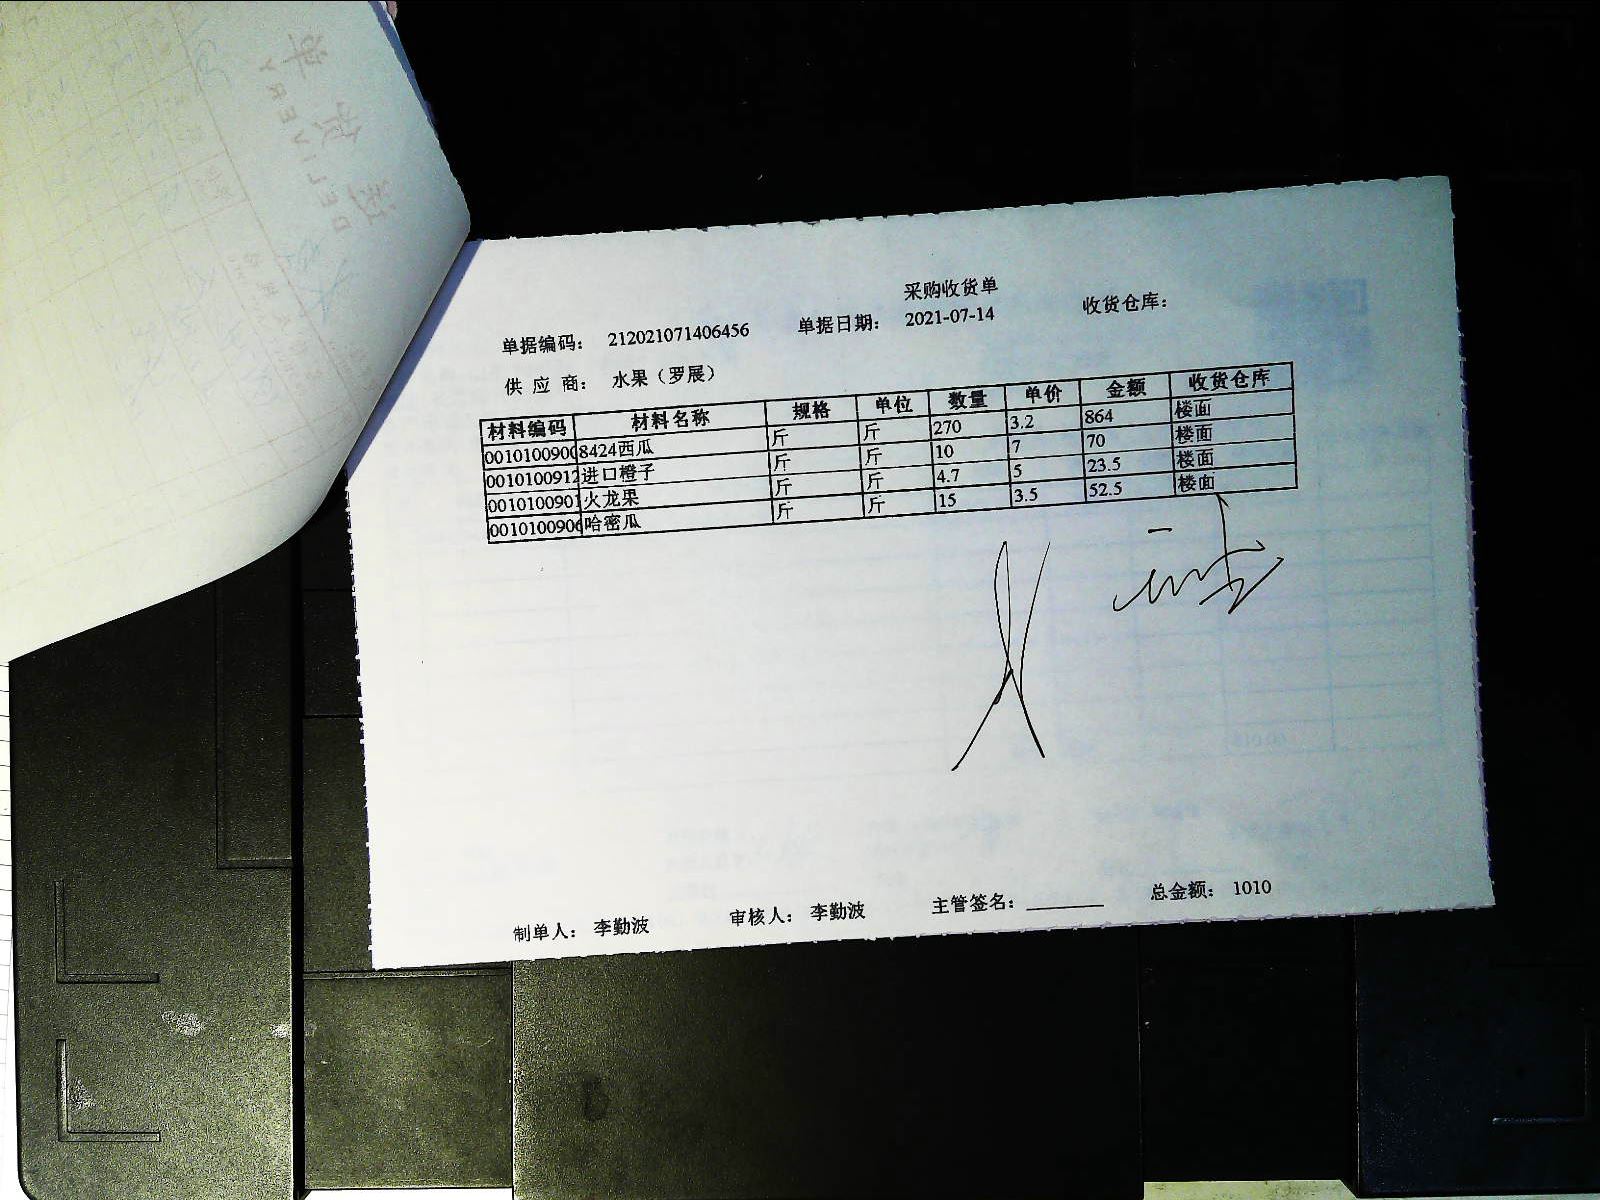 采购收货单
单据编码： 212021071406456 单据日期： 2021-07-14 收货仓库：
供 应 商： 水果（罗展）
材料编码 材料名称 规格 单位 数量 单价 金额 收货仓库
0010100900 8424西瓜 斤 斤 270 3.2 864 楼面
0010100912 进口橙子 斤 斤 10 7 70 楼面
0010100901 火龙果 斤 斤 4.7 5 23.5 楼面
0010100906 哈密瓜 斤 斤 15 3.5 52.5 楼面
制单人： 李勤波 审核人： 李勤波 主管签名： 总金额： 1010